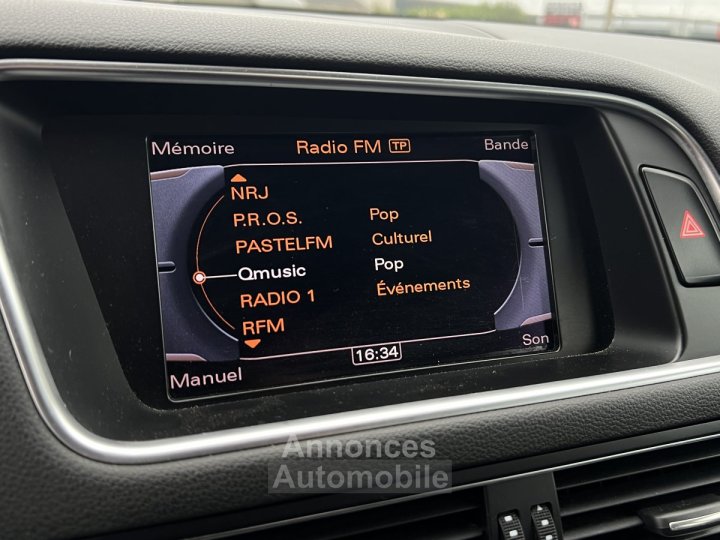 Mémoire Radio FM TP Bande
NRJ
P.R.O.S. Pop
PASTELFM Culturel
Qmusic Pop
RADIO 1 Événements
RFM
16:34
Manuel Son
Annonces
Automobile